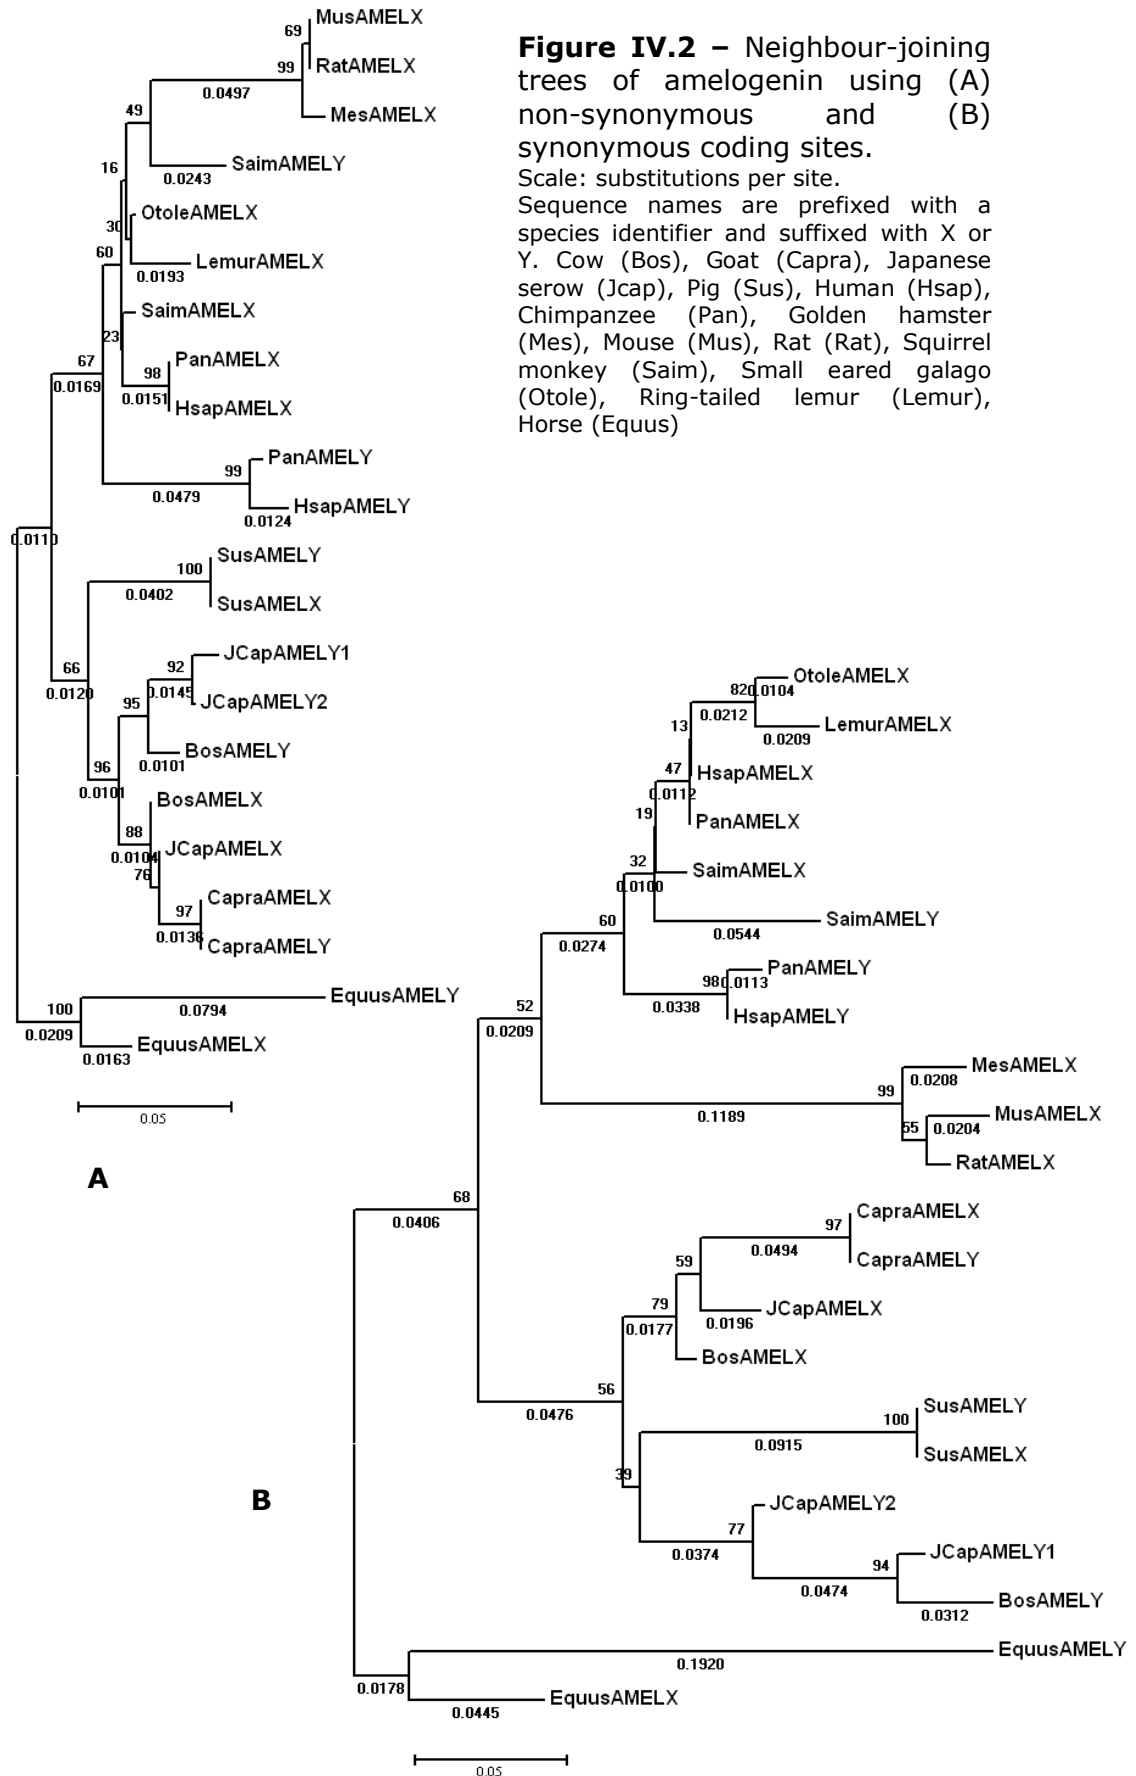 Figure IV.2 – Neighbour-joining
trees of amelogenin using (A)
non-synonymous and (B)
synonymous coding sites.
Scale: substitutions per site.
Sequence names are prefixed with a
species identifier and suffixed with X or
Y. Cow (Bos), Goat (Capra), Japanese
serow (Jcap), Pig (Sus), Human (Hsap),
Chimpanzee (Pan), Golden hamster
(Mes), Mouse (Mus), Rat (Rat), Squirrel
monkey (Saim), Small eared galago
(Otole), Ring-tailed lemur (Lemur),
Horse (Equus)
MusAMELX
69
RatAMELX
99
0.0497
MesAMELX
49
SaimAMELY
0.0243
16
OtoleAMELX
30
LemurAMELX
0.0193
60
SaimAMELX
23
PanAMELX
98
0.0151
HsapAMELX
67
0.0169
PanAMELY
99
0.0479
HsapAMELY
0.0124
0.0110
SusAMELY
100
0.0402
SusAMELX
JCapAMELY1
92
0.0145
JCapAMELY2
66
0.0120
95
BosAMELY
0.0101
96
0.0101
BosAMELX
88
0.0104
JCapAMELX
76
CapraAMELX
97
0.0136
CapraAMELY
EquusAMELY
100
0.0794
0.0209
EquusAMELX
0.0163
0.05
A
OtoleAMELX
82
0.0104
0.0212
LemurAMELX
0.0209
13
HsapAMELX
47
0.0112
PanAMELX
19
SaimAMELX
32
0.0100
SaimAMELY
0.0544
60
0.0274
PanAMELY
98
0.0113
0.0338
HsapAMELY
52
0.0209
MesAMELX
0.0208
99
0.1189
MusAMELX
55
0.0204
RatAMELX
68
0.0406
CapraAMELX
97
0.0494
CapraAMELY
59
JCapAMELX
0.0196
79
0.0177
BosAMELX
56
0.0476
SusAMELY
100
0.0915
SusAMELX
39
JCapAMELY2
77
0.0374
JCapAMELY1
94
0.0474
BosAMELY
0.0312
B
EquusAMELY
0.1920
0.0178
EquusAMELX
0.0445
0.05